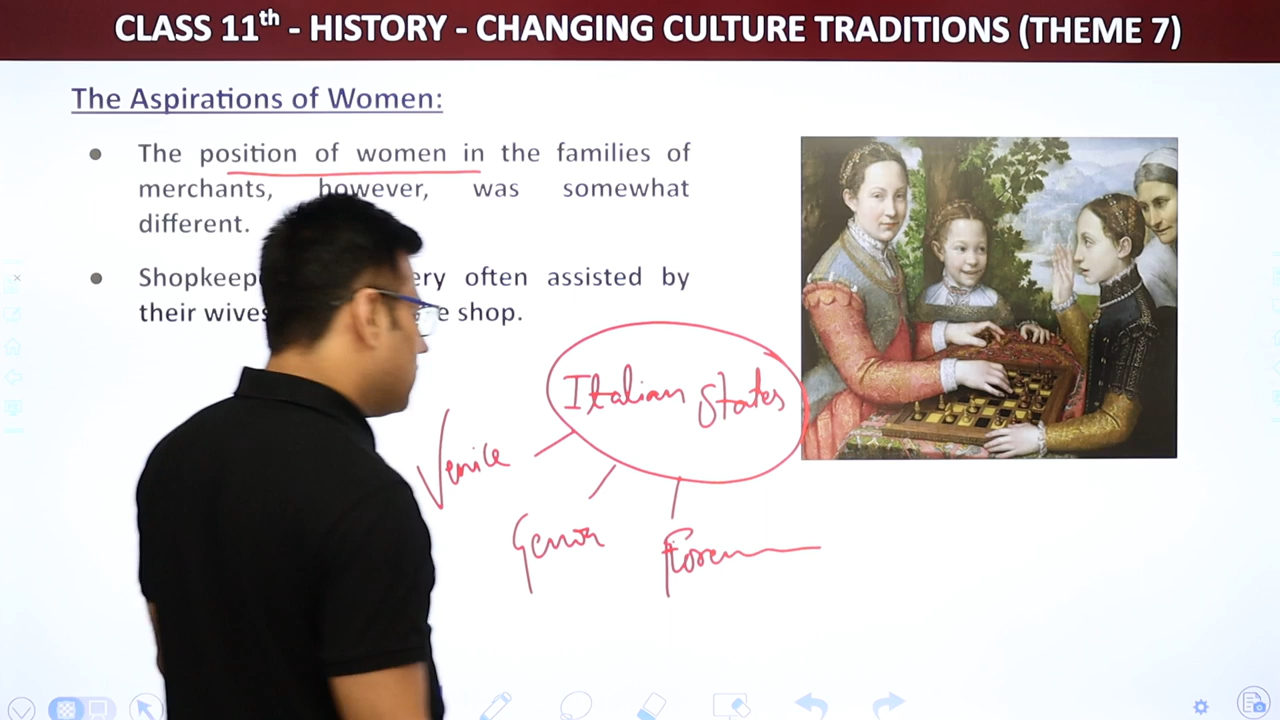 CLASS 11th - HISTORY - CHANGING CULTURE TRADITIONS (THEME 7)
The Aspirations of Women:
● The position of women in the families of
merchants, however, was somewhat
different.
● Shopkeep ery often assisted by
their wives e shop.
Italian States
Venice
Genoa
Floren